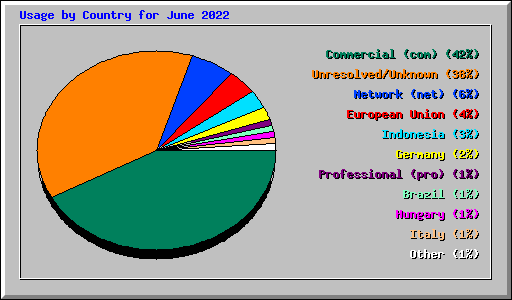 Usage by Country for June 2022
Commercial (com) (42%)
Unresolved/Unknown (38%)
Network (net) (6%)
European Union (4%)
Indonesia (3%)
Germany (2%)
Professional (pro) (1%)
Brazil (1%)
Hungary (1%)
Italy (1%)
Other (1%)